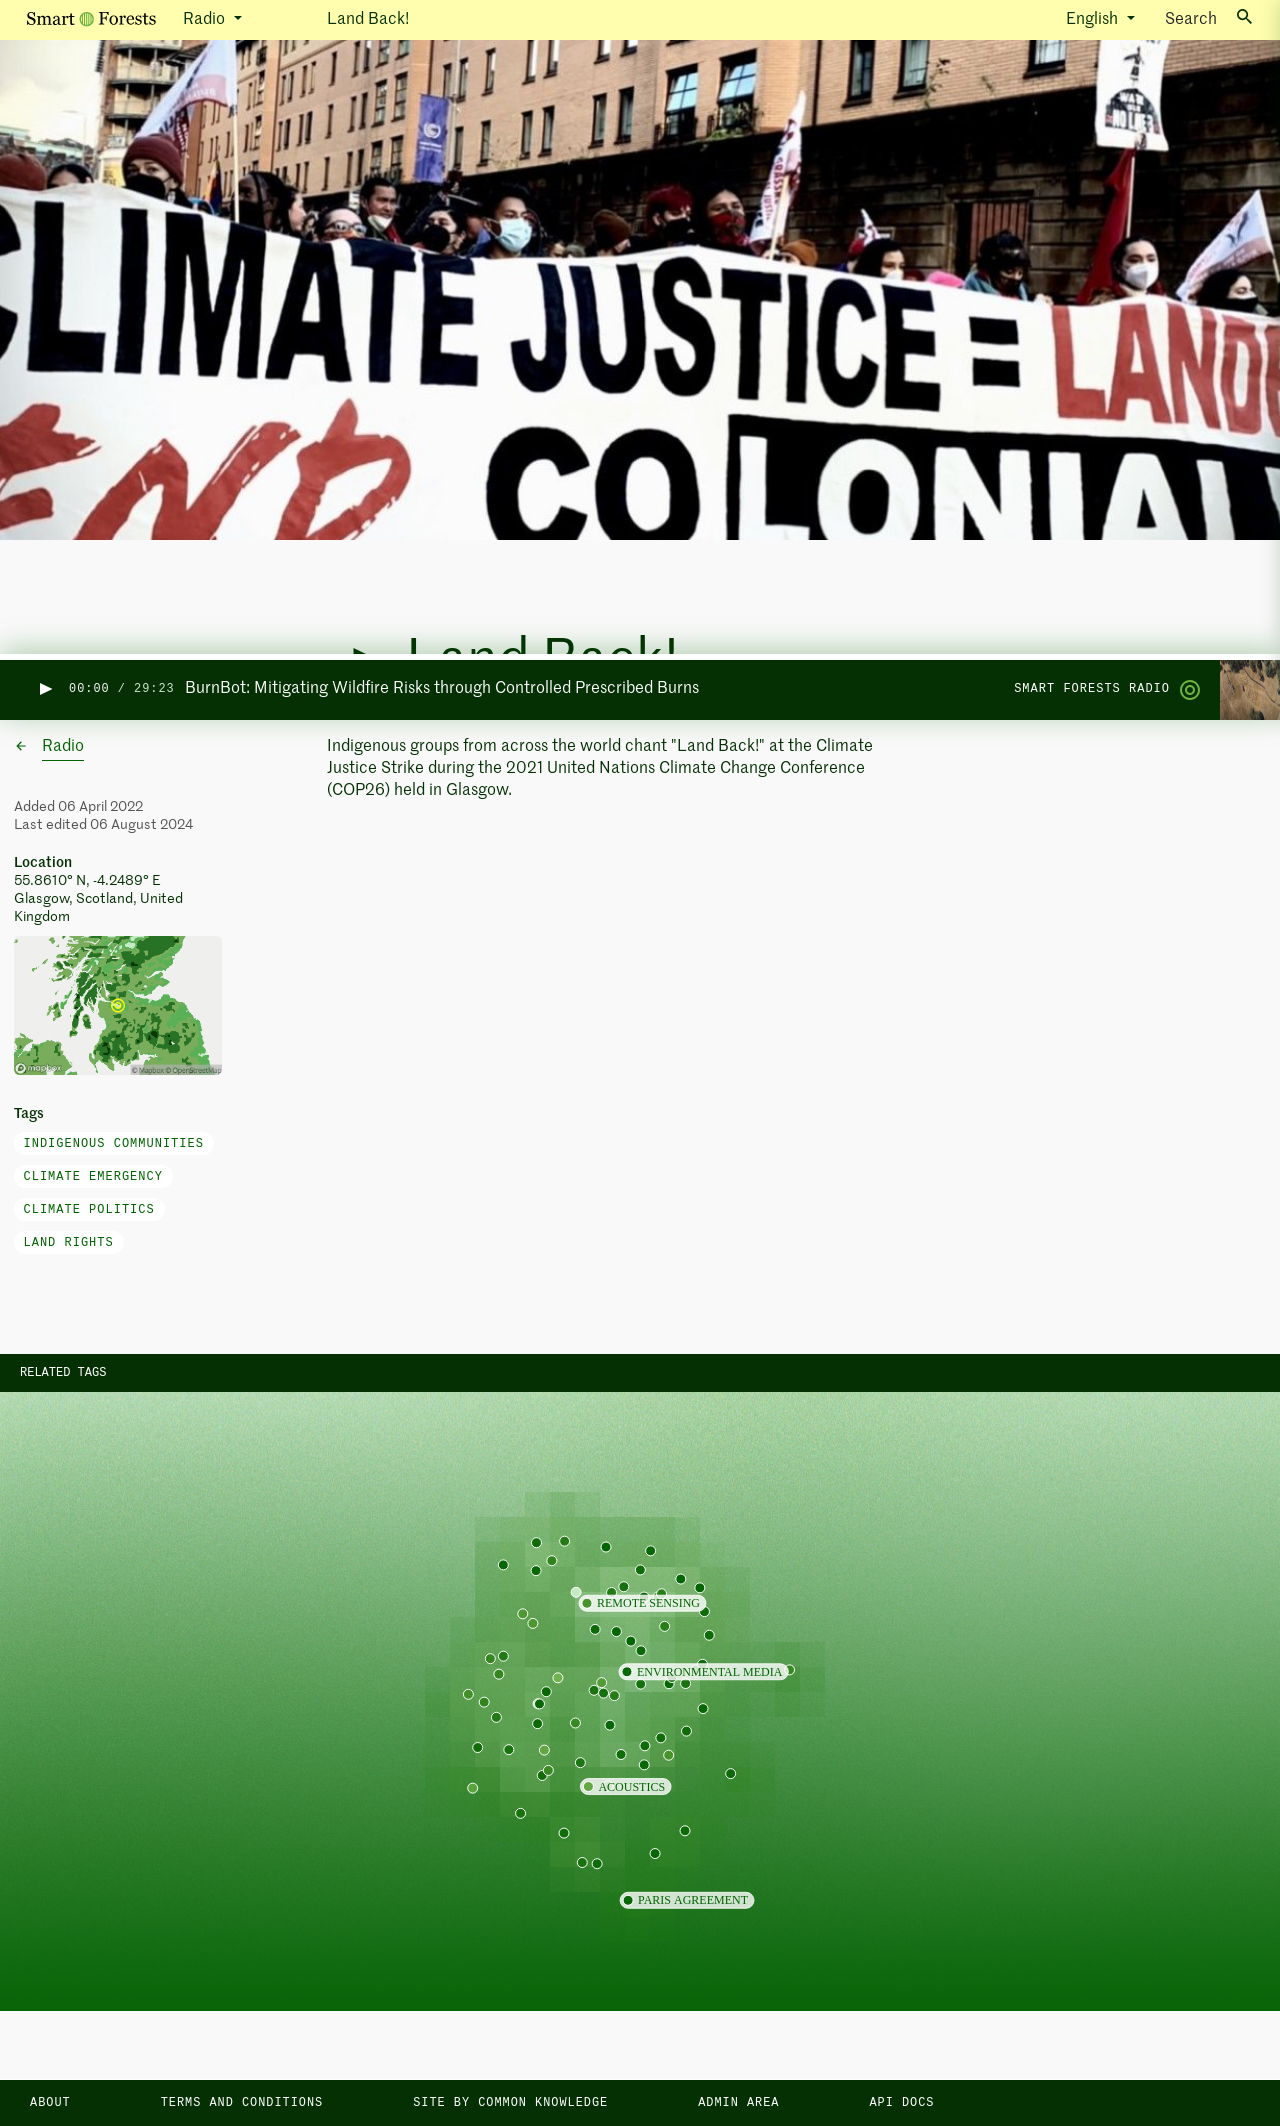 Smart Forests
Radio
Land Back!
English
Search
NO LIFE
CLIMATE JUSTICE = LAND
END COLONIAL
Land Back!
00:00 / 29:23 BurnBot: Mitigating Wildfire Risks through Controlled Prescribed Burns
SMART FORESTS RADIO
Radio
Indigenous groups from across the world chant "Land Back!" at the Climate
Justice Strike during the 2021 United Nations Climate Change Conference
(COP26) held in Glasgow.
Added 06 April 2022
Last edited 06 August 2024
Location
55.8610° N, -4.2489° E
Glasgow, Scotland, United
Kingdom
mapbox
© Mapbox © OpenStreetMap
Tags
INDIGENOUS COMMUNITIES
CLIMATE EMERGENCY
CLIMATE POLITICS
LAND RIGHTS
RELATED TAGS
REMOTE SENSING
ENVIRONMENTAL MEDIA
ACOUSTICS
PARIS AGREEMENT
ABOUT
TERMS AND CONDITIONS
SITE BY COMMON KNOWLEDGE
ADMIN AREA
API DOCS